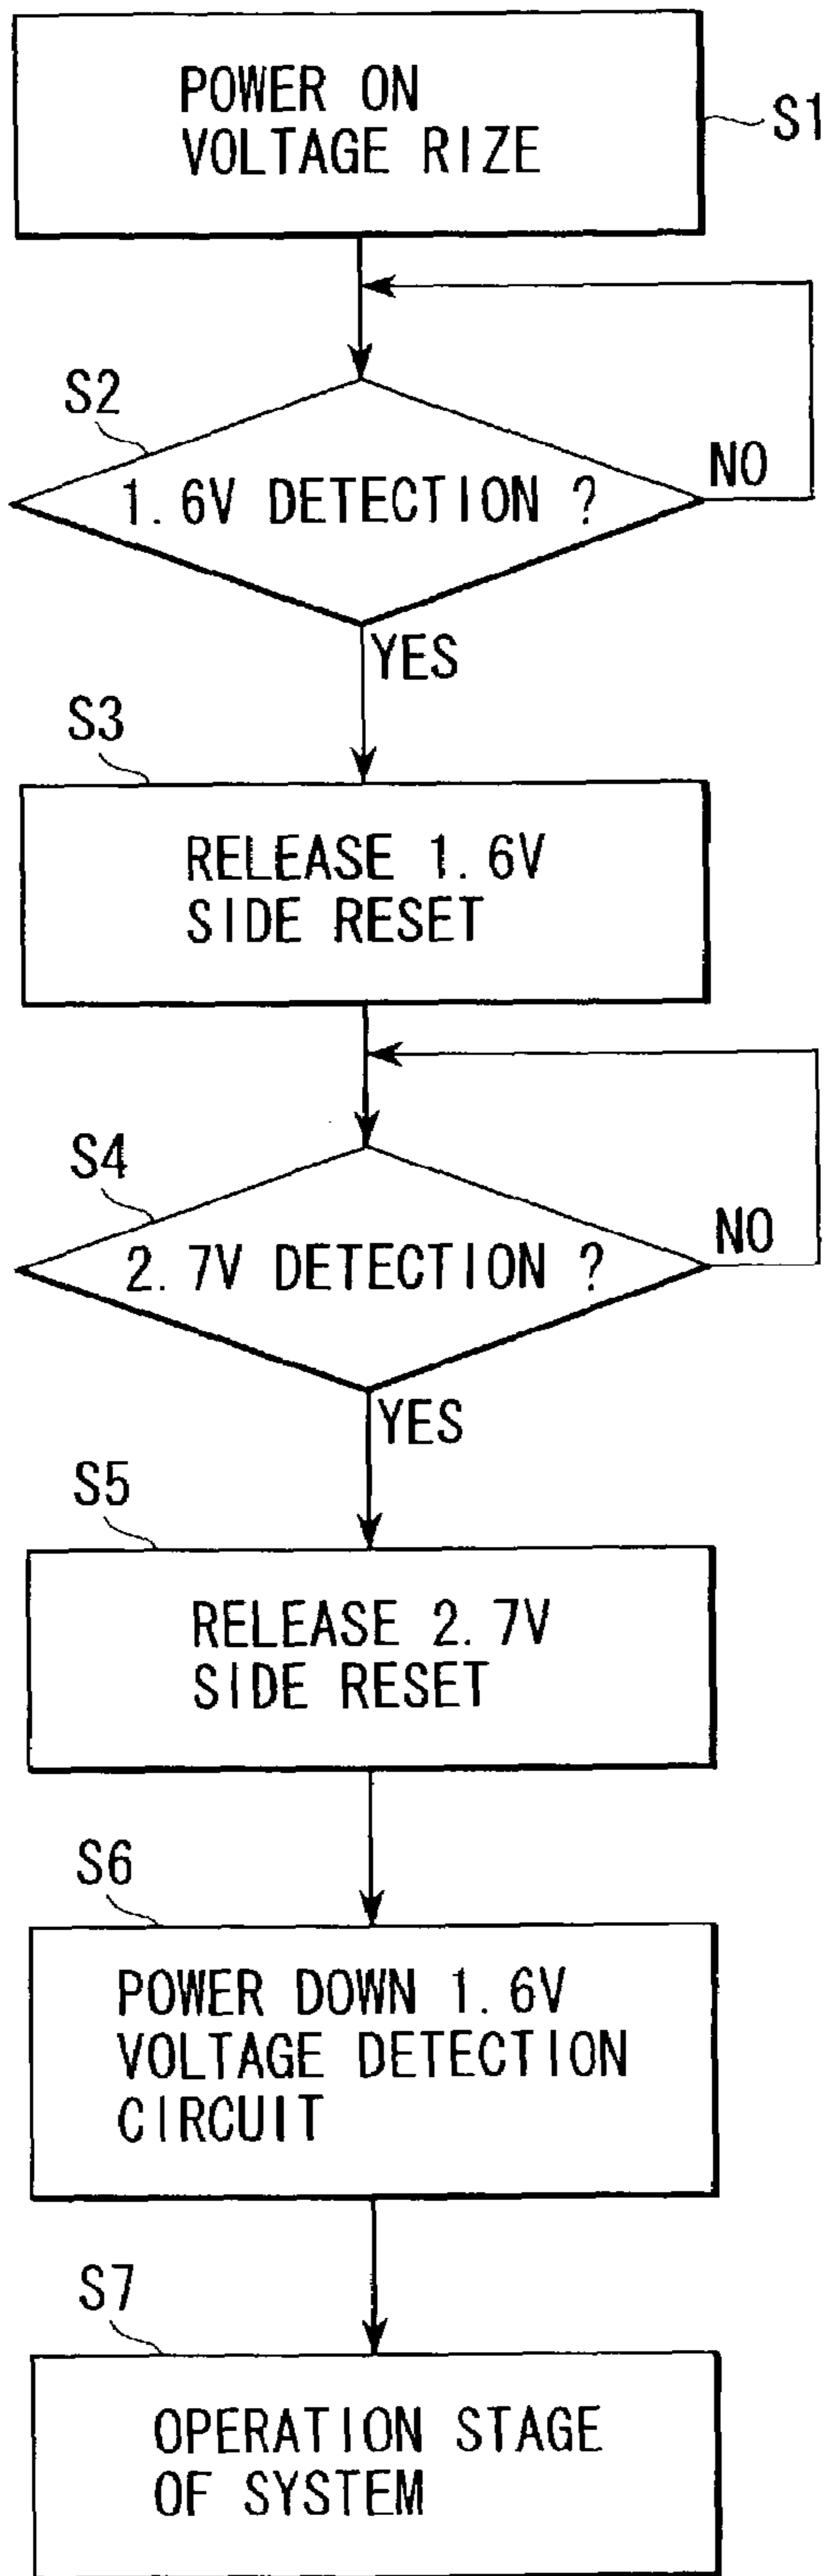 POWER ON
VOLTAGE RIZE
S1
S2
1.6V DETECTION ?
NO
YES
S3
RELEASE 1.6V
SIDE RESET
S4
2.7V DETECTION ?
NO
YES
S5
RELEASE 2.7V
SIDE RESET
S6
POWER DOWN 1.6V
VOLTAGE DETECTION
CIRCUIT
S7
OPERATION STAGE
OF SYSTEM